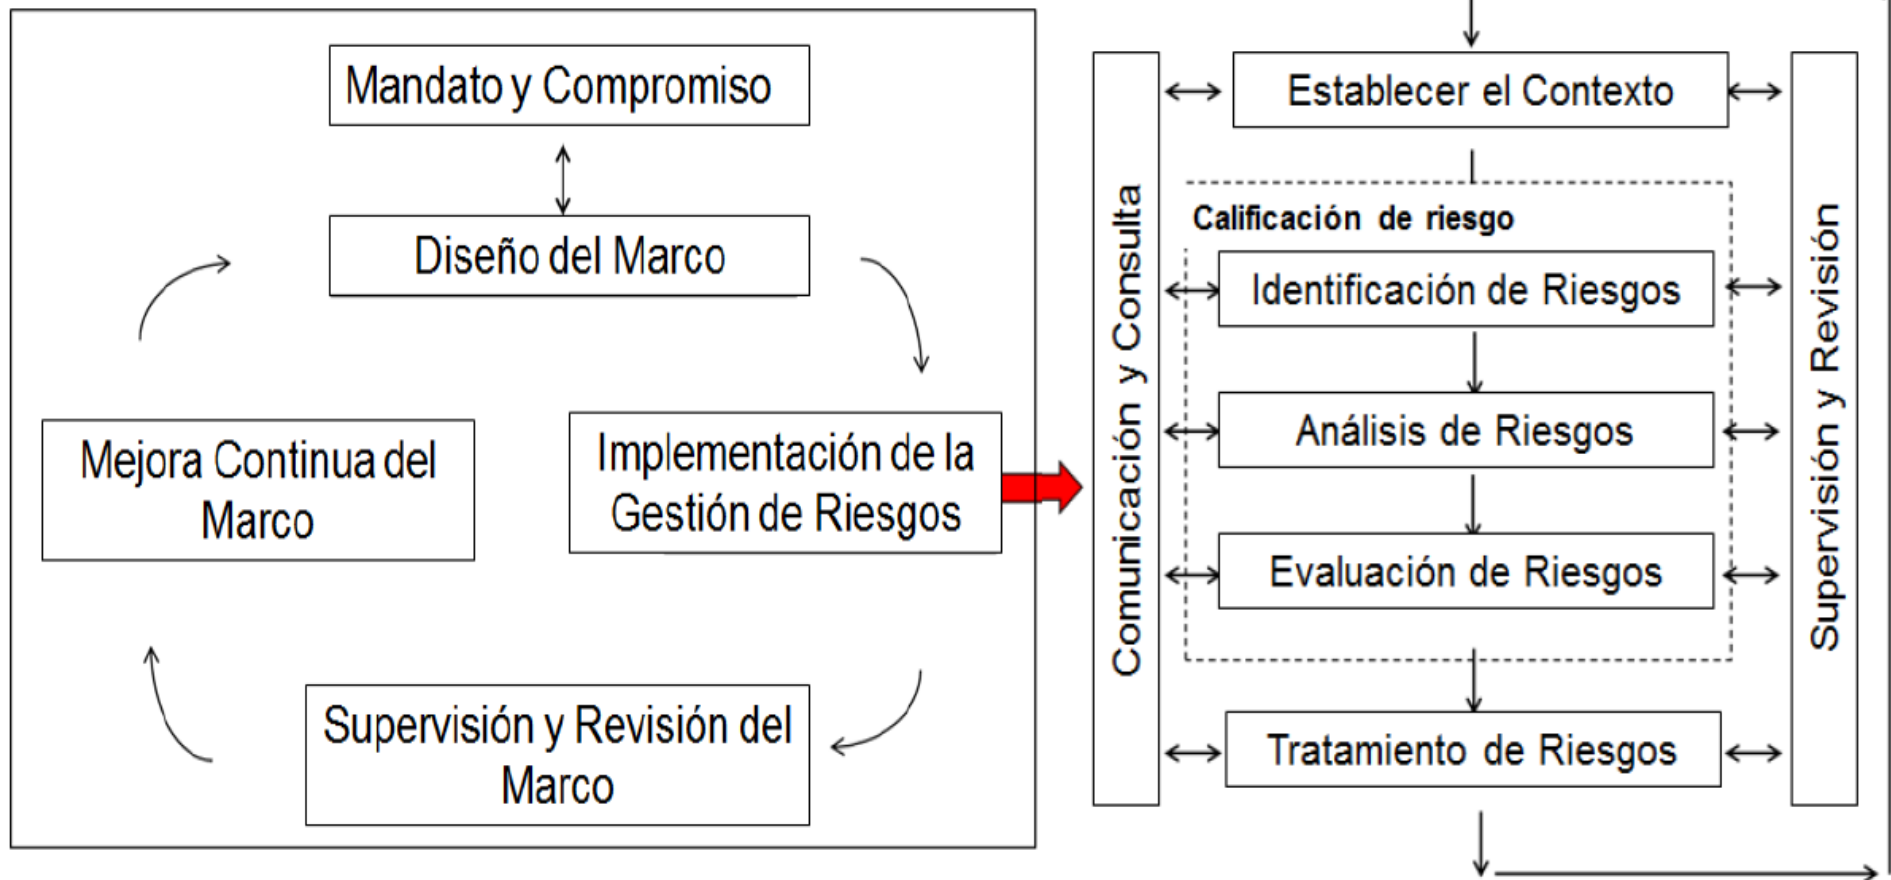 Mandato y Compromiso
Diseño del Marco
Mejora Continua del
Marco
Implementación de la
Gestión de Riesgos
Supervisión y Revisión del
Marco
Comunicación y Consulta
Establecer el Contexto
Calificación de riesgo
Identificación de Riesgos
Análisis de Riesgos
Evaluación de Riesgos
Tratamiento de Riesgos
Supervisión y Revisión